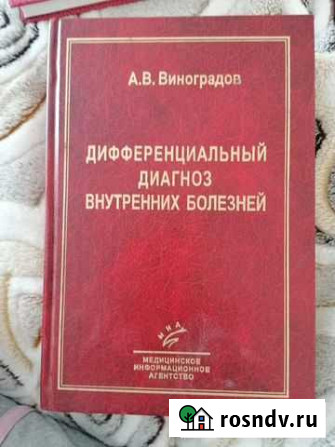 А.В. Виноградов
ДИФФЕРЕНЦИАЛЬНЫЙ
ДИАГНОЗ
ВНУТРЕННИХ БОЛЕЗНЕЙ
МИА
МЕДИЦИНСКОЕ
ИНФОРМАЦИОННОЕ
АГЕНТСТВО
rosndv.ru